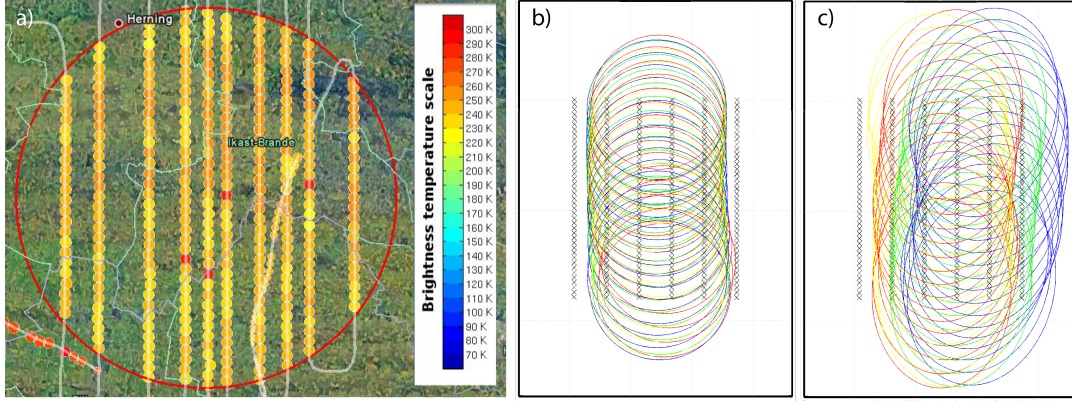 a)
Herning
Ikast-Brande
Brightness temperature scale
300 K
290 K
280 K
270 K
260 K
250 K
240 K
230 K
220 K
210 K
200 K
190 K
180 K
170 K
160 K
150 K
140 K
130 K
120 K
110 K
100 K
90 K
80 K
70 K
b)
c)